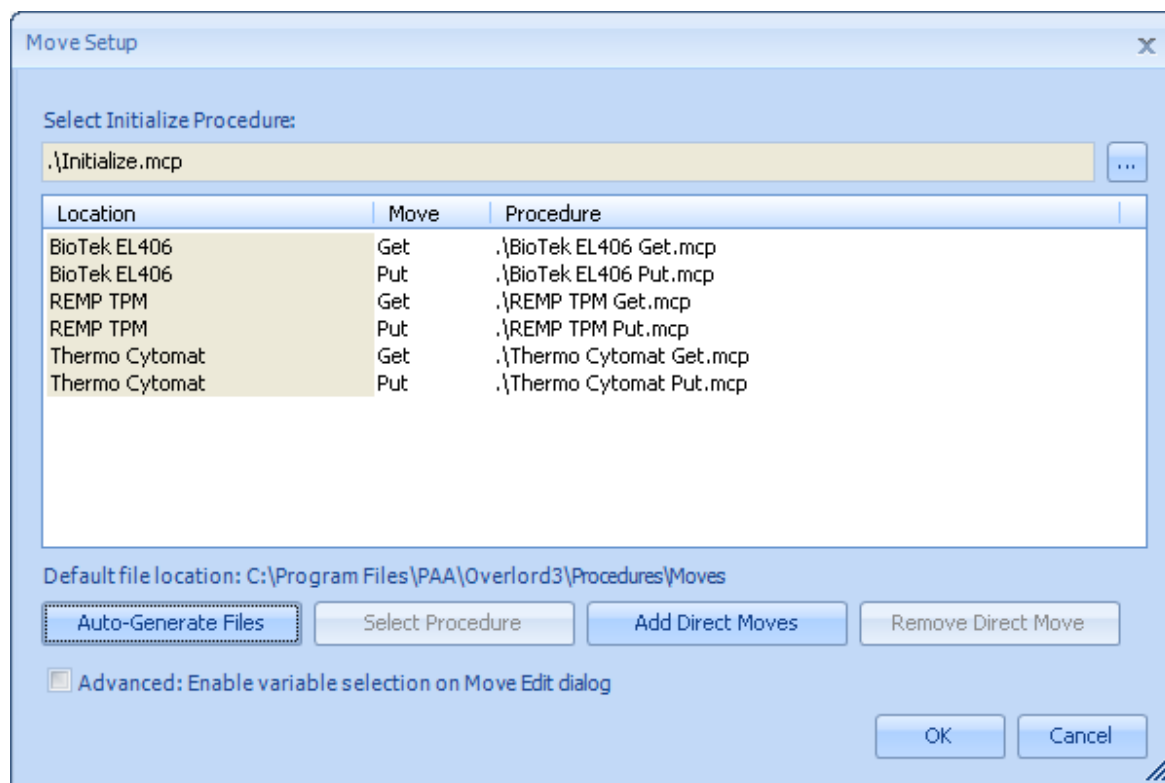 Move Setup
Select Initialize Procedure:
.\Initialize.mcp
...
Location Move Procedure
BioTek EL406 Get .\BioTek EL406 Get.mcp
BioTek EL406 Put .\BioTek EL406 Put.mcp
REMP TPM Get .\REMP TPM Get.mcp
REMP TPM Put .\REMP TPM Put.mcp
Thermo Cytomat Get .\Thermo Cytomat Get.mcp
Thermo Cytomat Put .\Thermo Cytomat Put.mcp
Default file location: C:\Program Files\PAA\Overlord3\Procedures\Moves
Auto-Generate Files Select Procedure Add Direct Moves Remove Direct Move
Advanced: Enable variable selection on Move Edit dialog
OK Cancel